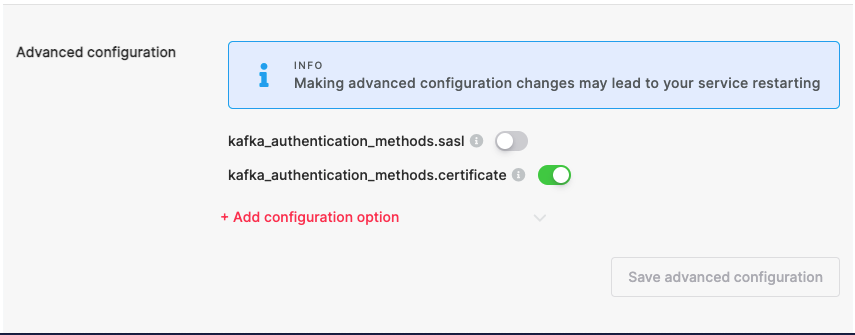 Advanced configuration
INFO
Making advanced configuration changes may lead to your service restarting
kafka_authentication_methods.sasl
kafka_authentication_methods.certificate
+ Add configuration option
Save advanced configuration